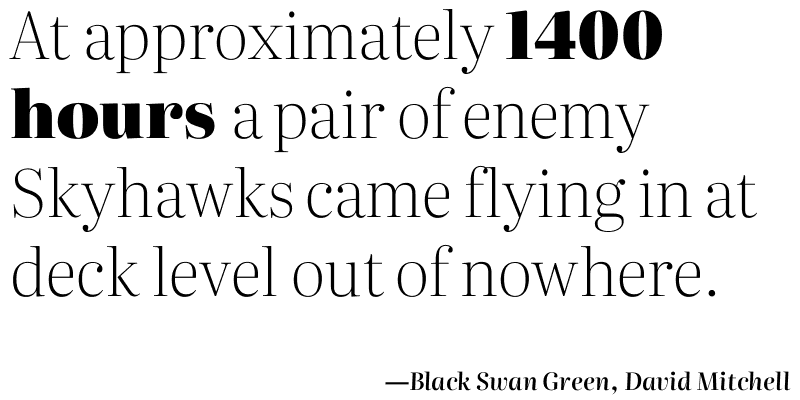 At approximately 1400
hours a pair of enemy
Skyhawks came flying in at
deck level out of nowhere.
—Black Swan Green, David Mitchell